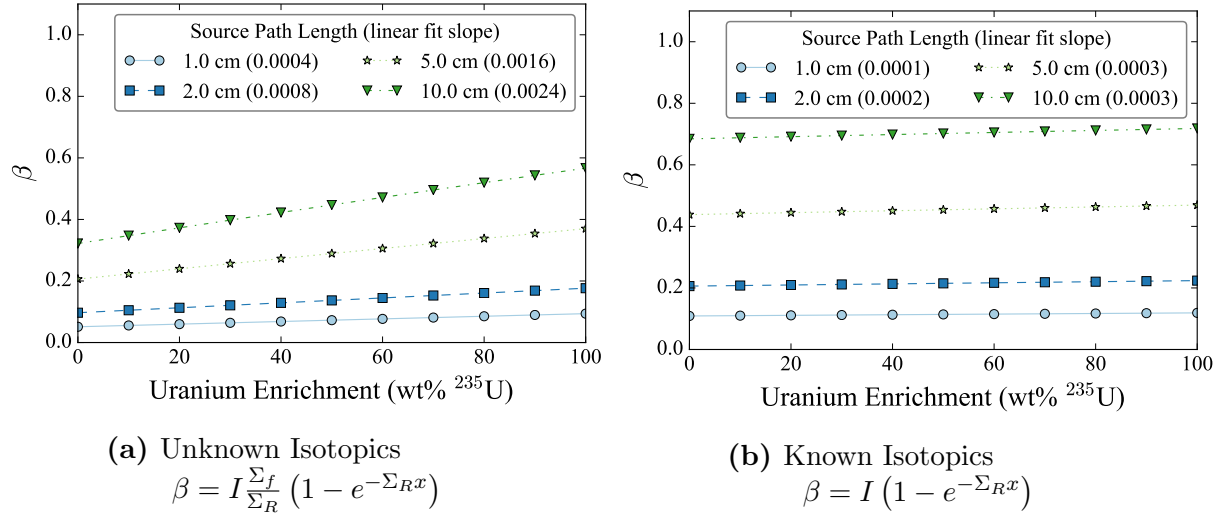 1.0
0.8
0.6
0.4
0.2
0.0
β
Source Path Length (linear fit slope)
1.0 cm (0.0004) 5.0 cm (0.0016)
2.0 cm (0.0008) 10.0 cm (0.0024)
0 20 40 60 80 100
Uranium Enrichment (wt% ²³⁵U)
(a) Unknown Isotopics
β = I Σ_f/Σ_R (1 − e^{−Σ_R x})
1.0
0.8
0.6
0.4
0.2
0.0
β
Source Path Length (linear fit slope)
1.0 cm (0.0001) 5.0 cm (0.0003)
2.0 cm (0.0002) 10.0 cm (0.0003)
0 20 40 60 80 100
Uranium Enrichment (wt% ²³⁵U)
(b) Known Isotopics
β = I (1 − e^{−Σ_R x})